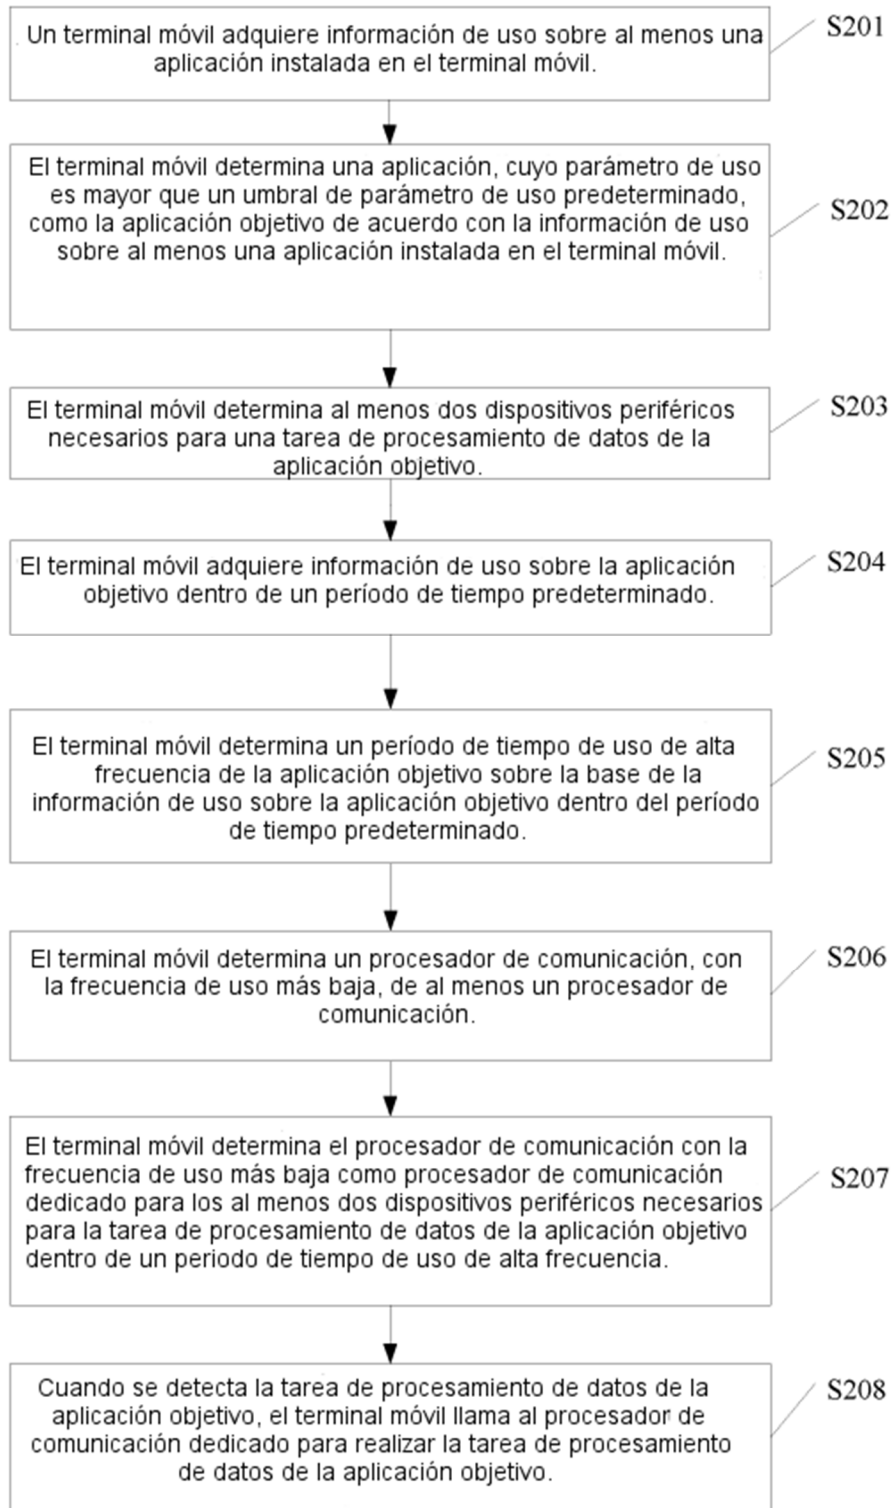 Un terminal móvil adquiere información de uso sobre al menos una
aplicación instalada en el terminal móvil.
S201
El terminal móvil determina una aplicación, cuyo parámetro de uso
es mayor que un umbral de parámetro de uso predeterminado,
como la aplicación objetivo de acuerdo con la información de uso
sobre al menos una aplicación instalada en el terminal móvil.
S202
El terminal móvil determina al menos dos dispositivos periféricos
necesarios para una tarea de procesamiento de datos de la
aplicación objetivo.
S203
El terminal móvil adquiere información de uso sobre la aplicación
objetivo dentro de un período de tiempo predeterminado.
S204
El terminal móvil determina un período de tiempo de uso de alta
frecuencia de la aplicación objetivo sobre la base de la
información de uso sobre la aplicación objetivo dentro del período
de tiempo predeterminado.
S205
El terminal móvil determina un procesador de comunicación, con
la frecuencia de uso más baja, de al menos un procesador de
comunicación.
S206
El terminal móvil determina el procesador de comunicación con la
frecuencia de uso más baja como procesador de comunicación
dedicado para los al menos dos dispositivos periféricos necesarios
para la tarea de procesamiento de datos de la aplicación objetivo
dentro de un periodo de tiempo de uso de alta frecuencia.
S207
Cuando se detecta la tarea de procesamiento de datos de la
aplicación objetivo, el terminal móvil llama al procesador de
comunicación dedicado para realizar la tarea de procesamiento
de datos de la aplicación objetivo.
S208